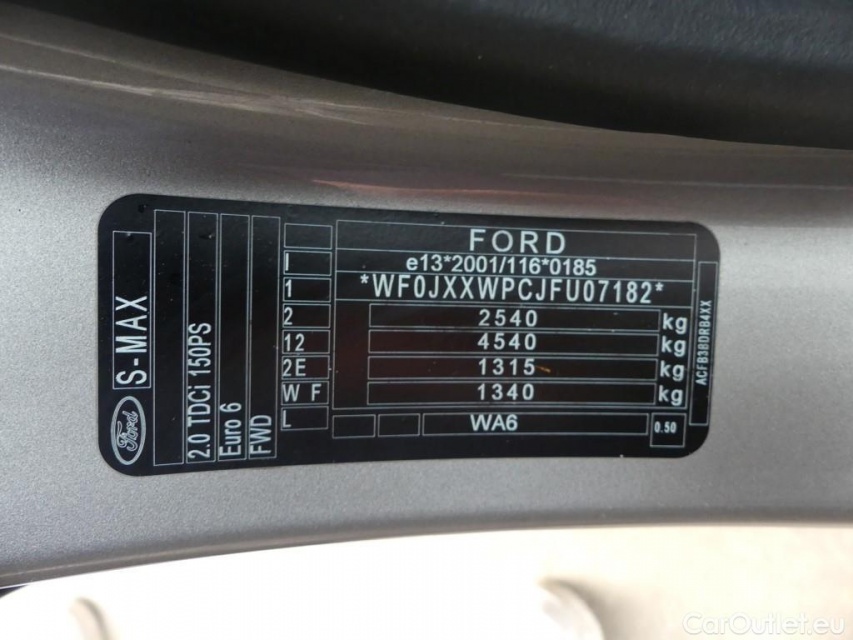 FORD
e13*2001/116*0185
*WF0JXXWPCJFU07182*
2540 kg
4540 kg
1315 kg
1340 kg
WA6
0.50
I
1
2
12
2E
W F
L
S-MAX
Ford
2.0 TDCi 150PS
Euro 6
FWD
ACFB3BDRB4XX
CarOutlet.eu